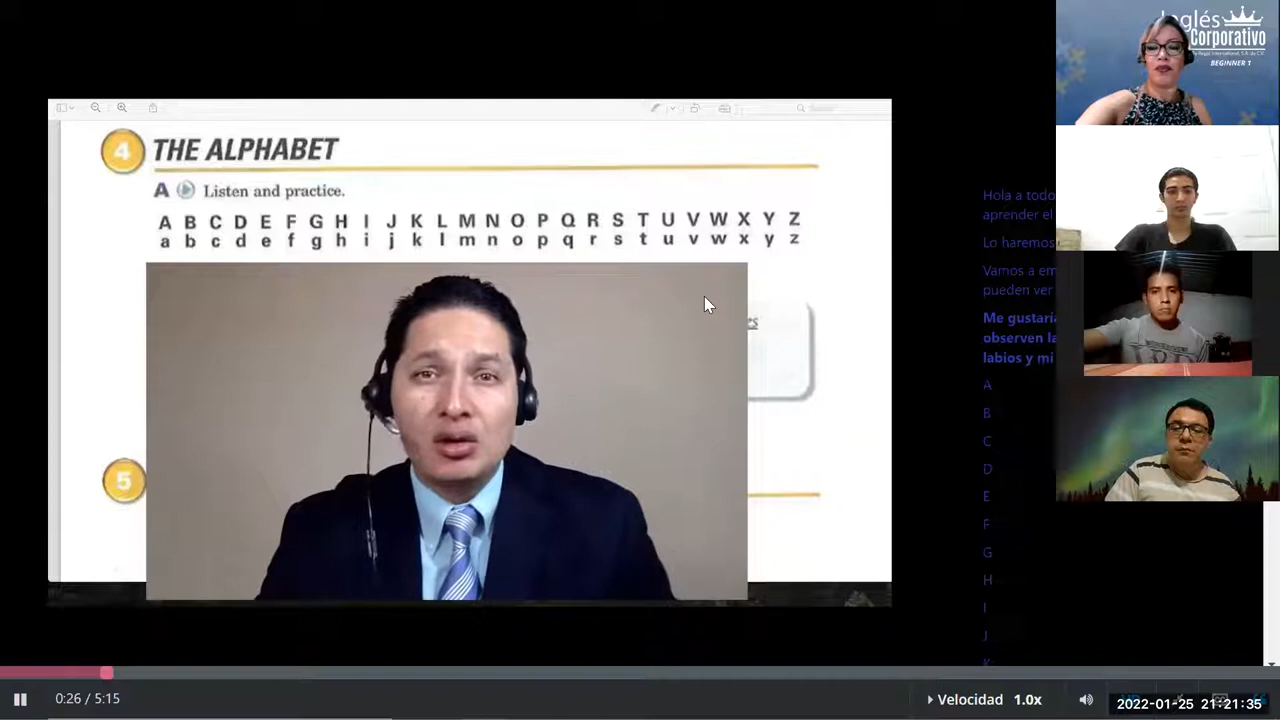 4 THE ALPHABET
A Listen and practice.
A B C D E F G H I J K L M N O P Q R S T U V W X Y Z
a b c d e f g h i j k l m n o p q r s t u v w x y z
5
Inglés
Corporativo
BEGINNER 1
Hola a todo
aprender el
Lo haremos
Vamos a em
pueden ver
Me gustaría
observen la
labios y mi
A
B
C
D
E
F
G
H
I
J
K
0:26 / 5:15
Velocidad 1.0x
2022-01-25 21:21:35